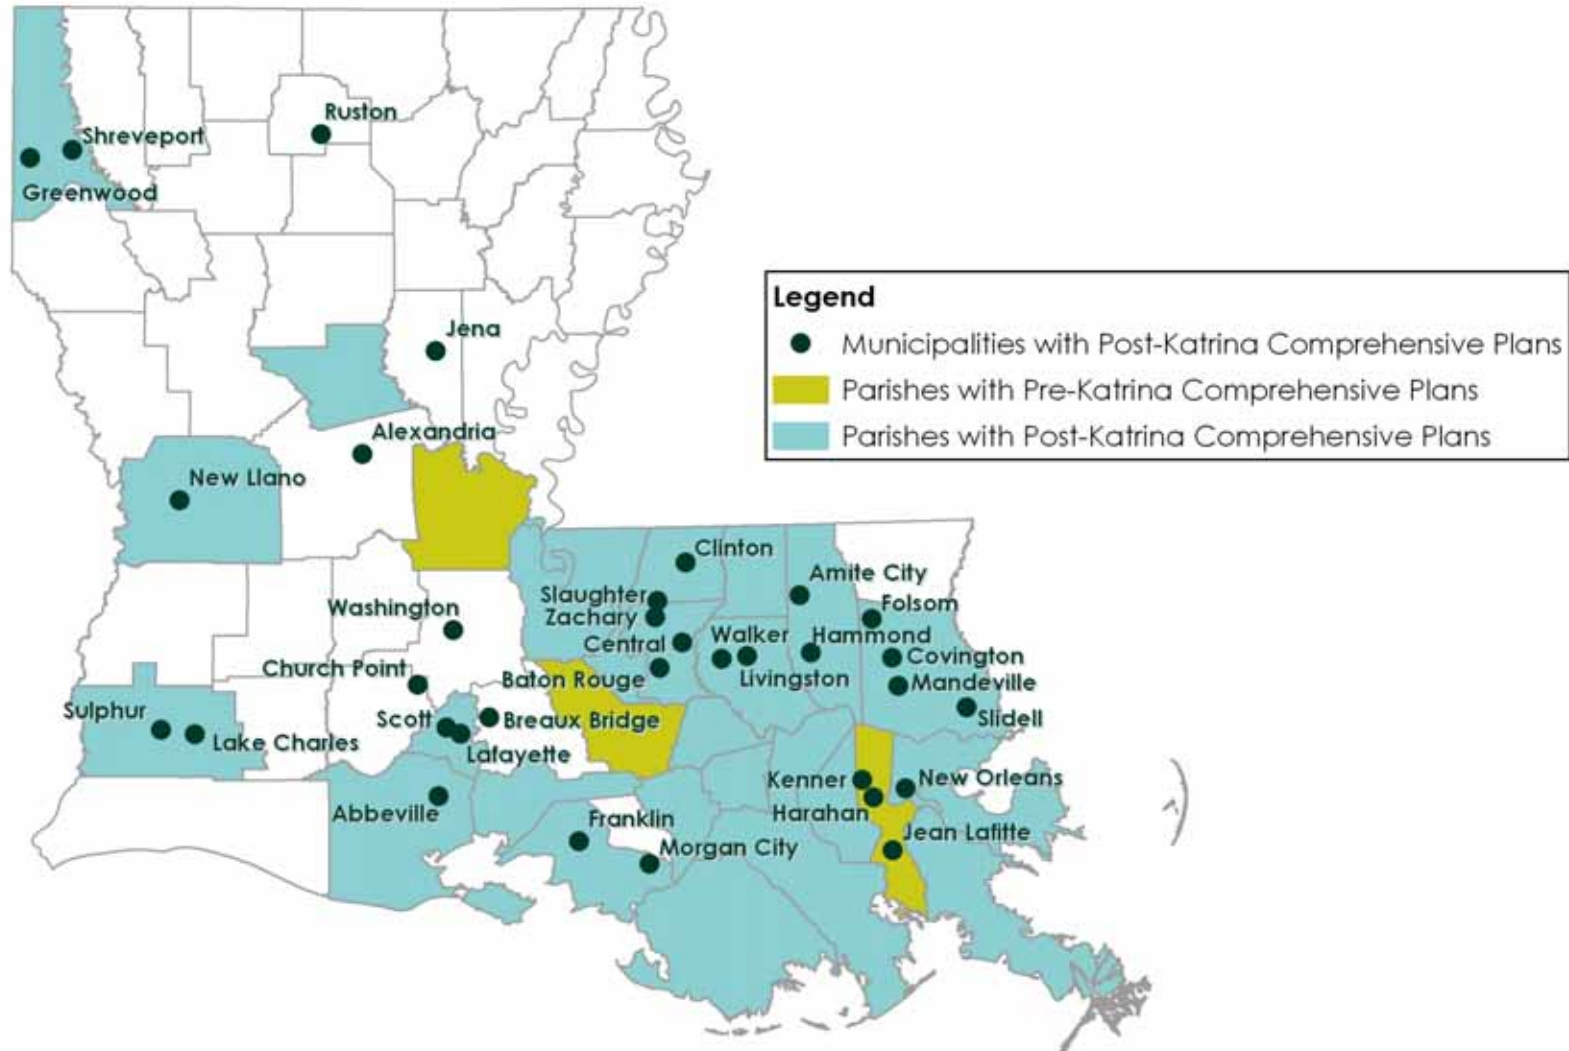 Ruston
Shreveport
Greenwood
Legend
Municipalities with Post-Katrina Comprehensive Plans
Parishes with Pre-Katrina Comprehensive Plans
Parishes with Post-Katrina Comprehensive Plans
Jena
Alexandria
New Llano
Clinton
Amite City
Slaughter
Folsom
Zachary
Washington
Central
Walker
Hammond
Covington
Church Point
Baton Rouge
Livingston
Mandeville
Sulphur
Scott
Breaux Bridge
Slidell
Lake Charles
Lafayette
Kenner
New Orleans
Abbeville
Franklin
Harahan
Jean Lafitte
Morgan City